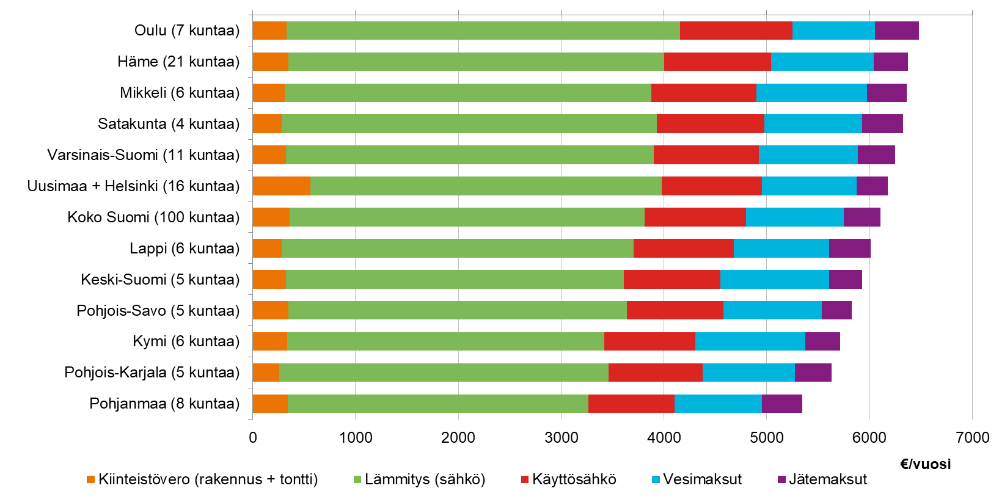 Oulu (7 kuntaa)
Häme (21 kuntaa)
Mikkeli (6 kuntaa)
Satakunta (4 kuntaa)
Varsinais-Suomi (11 kuntaa)
Uusimaa + Helsinki (16 kuntaa)
Koko Suomi (100 kuntaa)
Lappi (6 kuntaa)
Keski-Suomi (5 kuntaa)
Pohjois-Savo (5 kuntaa)
Kymi (6 kuntaa)
Pohjois-Karjala (5 kuntaa)
Pohjanmaa (8 kuntaa)
0 1000 2000 3000 4000 5000 6000 7000
€/vuosi
Kiinteistövero (rakennus + tontti) Lämmitys (sähkö) Käyttösähkö Vesimaksut Jätemaksut